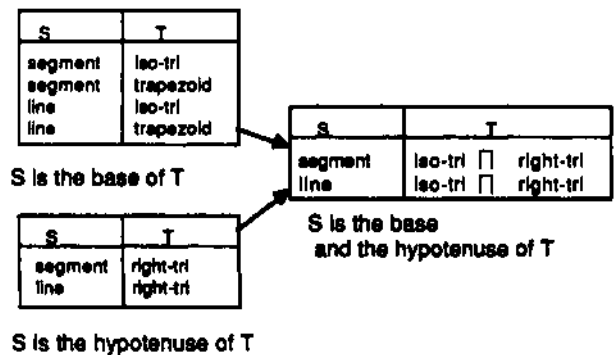 S T
segment iso-tri
segment trapezoid
line iso-tri
line trapezoid
S is the base of T
S T
segment right-tri
line right-tri
S is the hypotenuse of T
S T
segment iso-tri ∏ right-tri
line iso-tri ∏ right-tri
S is the base
and the hypotenuse of T